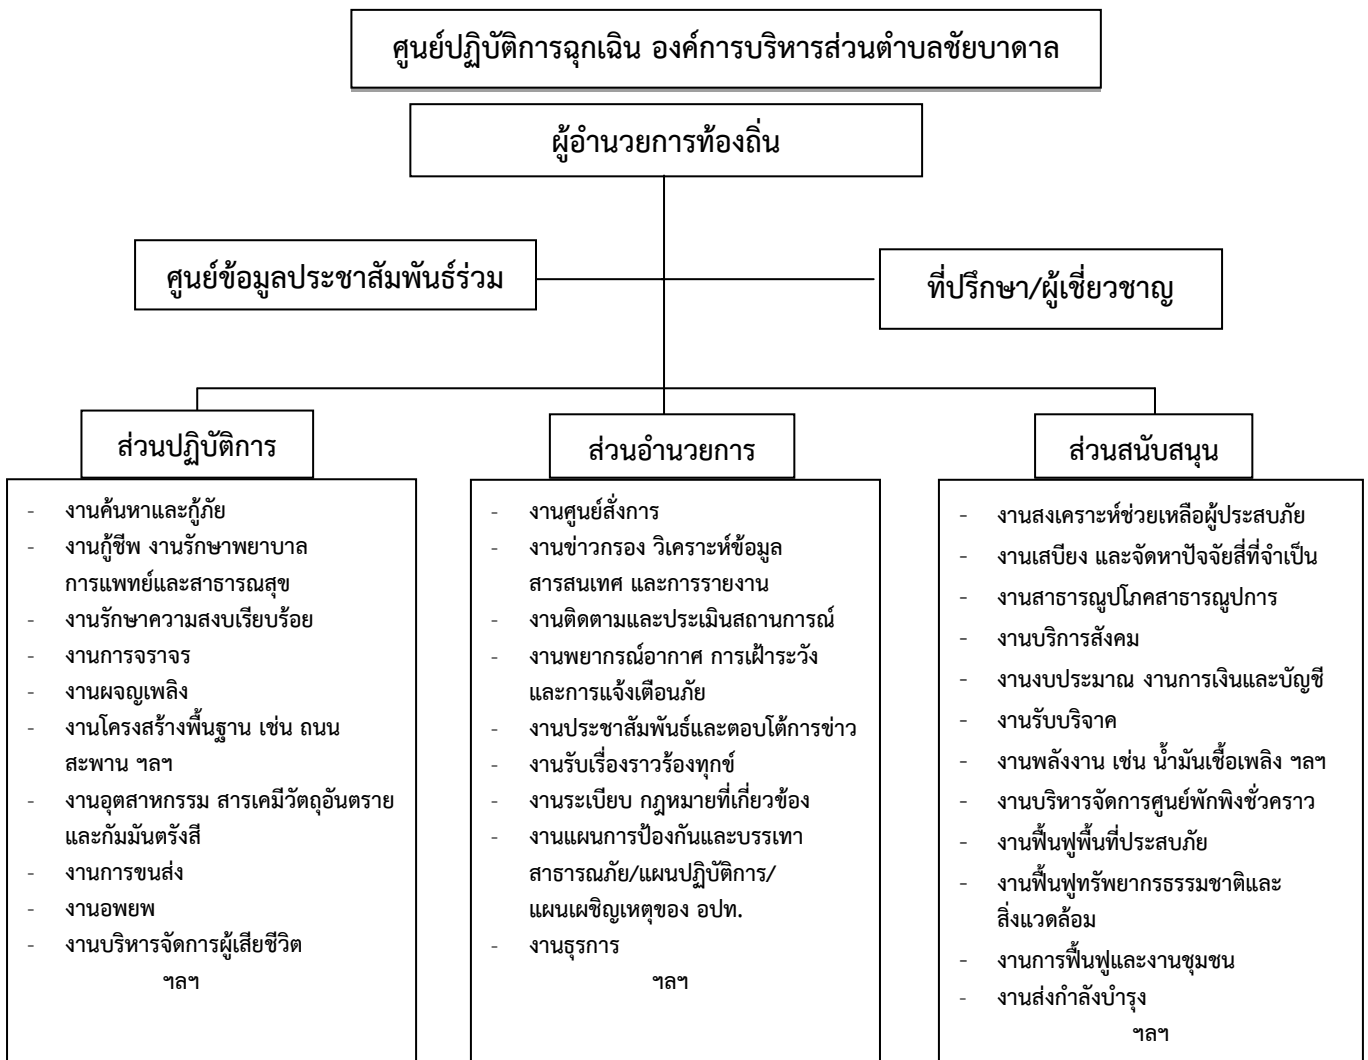 ศูนย์ปฏิบัติการฉุกเฉิน องค์การบริหารส่วนตำบลชัยบาดาล
ผู้อำนวยการท้องถิ่น
ศูนย์ข้อมูลประชาสัมพันธ์ร่วม
ที่ปรึกษา/ผู้เชี่ยวชาญ
ส่วนปฏิบัติการ
- งานค้นหาและกู้ภัย
- งานกู้ชีพ งานรักษาพยาบาล
การแพทย์และสาธารณสุข
- งานรักษาความสงบเรียบร้อย
- งานการจราจร
- งานผจญเพลิง
- งานโครงสร้างพื้นฐาน เช่น ถนน
สะพาน ฯลฯ
- งานอุตสาหกรรม สารเคมีวัตถุอันตราย
และกัมมันตรังสี
- งานการขนส่ง
- งานอพยพ
- งานบริหารจัดการผู้เสียชีวิต
ฯลฯ
ส่วนอำนวยการ
- งานศูนย์สั่งการ
- งานข่าวกรอง วิเคราะห์ข้อมูล
สารสนเทศ และการรายงาน
- งานติดตามและประเมินสถานการณ์
- งานพยากรณ์อากาศ การเฝ้าระวัง
และการแจ้งเตือนภัย
- งานประชาสัมพันธ์และตอบโต้การข่าว
- งานรับเรื่องราวร้องทุกข์
- งานระเบียบ กฎหมายที่เกี่ยวข้อง
- งานแผนการป้องกันและบรรเทา
สาธารณภัย/แผนปฏิบัติการ/
แผนเผชิญเหตุของ อปท.
- งานธุรการ
ฯลฯ
ส่วนสนับสนุน
- งานสงเคราะห์ช่วยเหลือผู้ประสบภัย
- งานเสบียง และจัดหาปัจจัยสี่ที่จำเป็น
- งานสาธารณูปโภคสาธารณูปการ
- งานบริการสังคม
- งานงบประมาณ งานการเงินและบัญชี
- งานรับบริจาค
- งานพลังงาน เช่น น้ำมันเชื้อเพลิง ฯลฯ
- งานบริหารจัดการศูนย์พักพิงชั่วคราว
- งานฟื้นฟูพื้นที่ประสบภัย
- งานฟื้นฟูทรัพยากรธรรมชาติและ
สิ่งแวดล้อม
- งานการฟื้นฟูและงานชุมชน
- งานส่งกำลังบำรุง
ฯลฯ